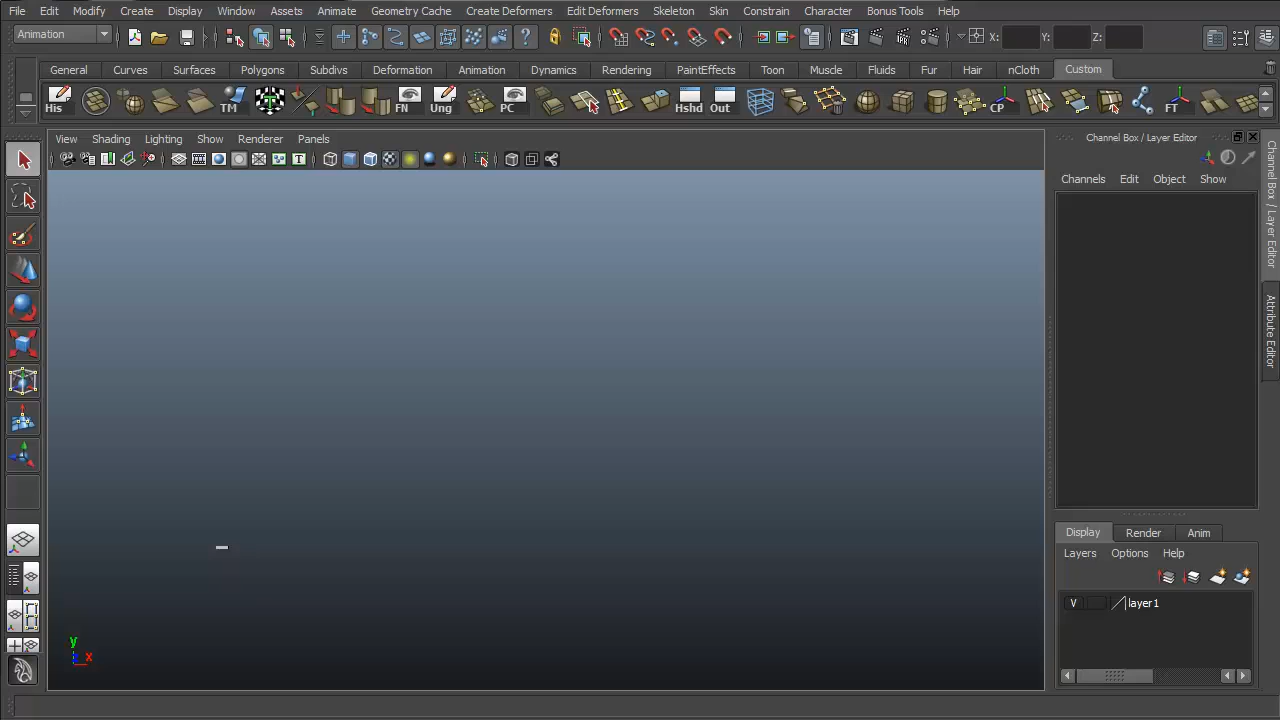 File Edit Modify Create Display Window Assets Animate Geometry Cache Create Deformers Edit Deformers Skeleton Skin Constrain Character Bonus Tools Help
Animation X: Y: Z:
General Curves Surfaces Polygons Subdivs Deformation Animation Dynamics Rendering PaintEffects Toon Muscle Fluids Fur Hair nCloth Custom
His TM FN Ung PC Hshd Out CP FT
View Shading Lighting Show Renderer Panels
T
Channel Box / Layer Editor
Channels Edit Object Show
Channel Box / Layer Editor
Attribute Editor
Display Render Anim
Layers Options Help
V layer1
y
x